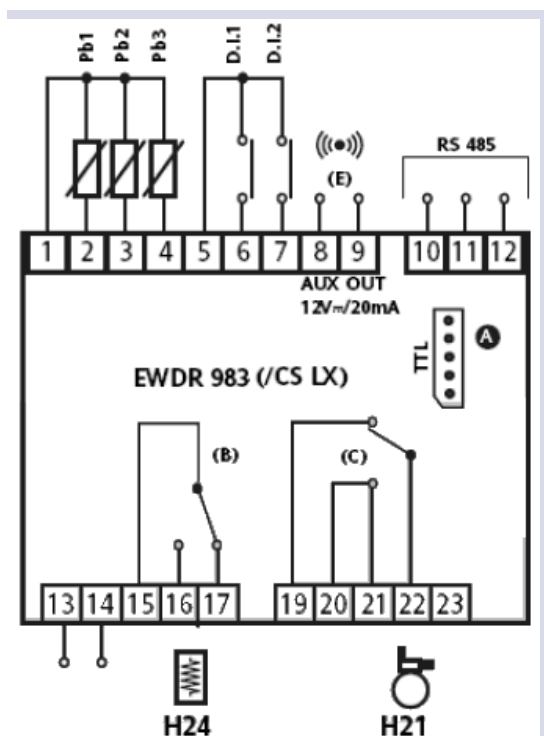 Pb1 Pb2 Pb3 D.I.1 D.I.2
(E) RS 485
1 2 3 4 5 6 7 8 9 10 11 12
AUX OUT
12V⎓/20mA
TTL A
EWDR 983 (/CS LX)
(B) (C)
13 14 15 16 17 19 20 21 22 23
H24 H21